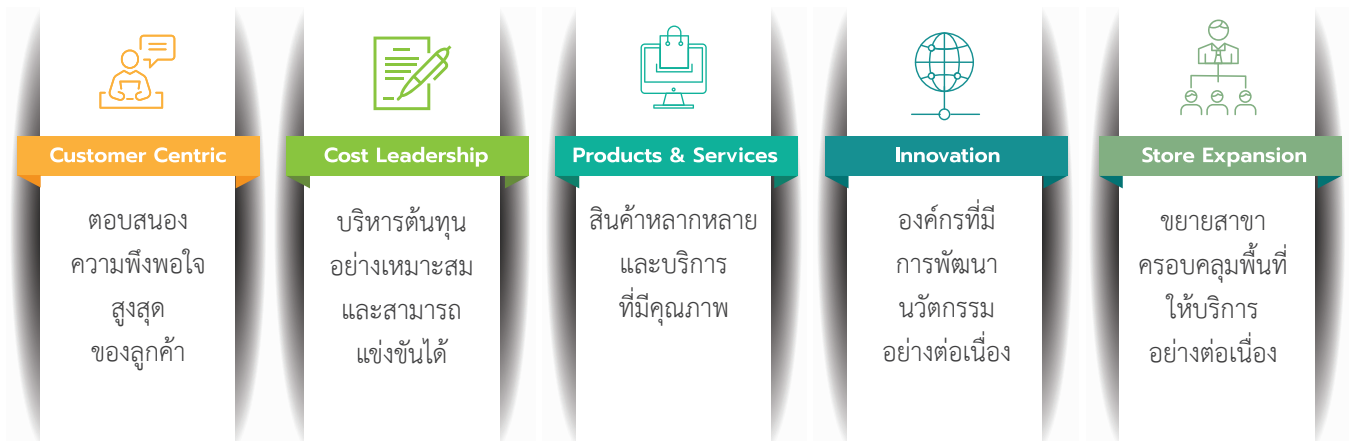 Customer Centric
ตอบสนอง
ความพึงพอใจ
สูงสุด
ของลูกค้า
Cost Leadership
บริหารต้นทุน
อย่างเหมาะสม
และสามารถ
แข่งขันได้
Products & Services
สินค้าหลากหลาย
และบริการ
ที่มีคุณภาพ
Innovation
องค์กรที่มี
การพัฒนา
นวัตกรรม
อย่างต่อเนื่อง
Store Expansion
ขยายสาขา
ครอบคลุมพื้นที่
ให้บริการ
อย่างต่อเนื่อง